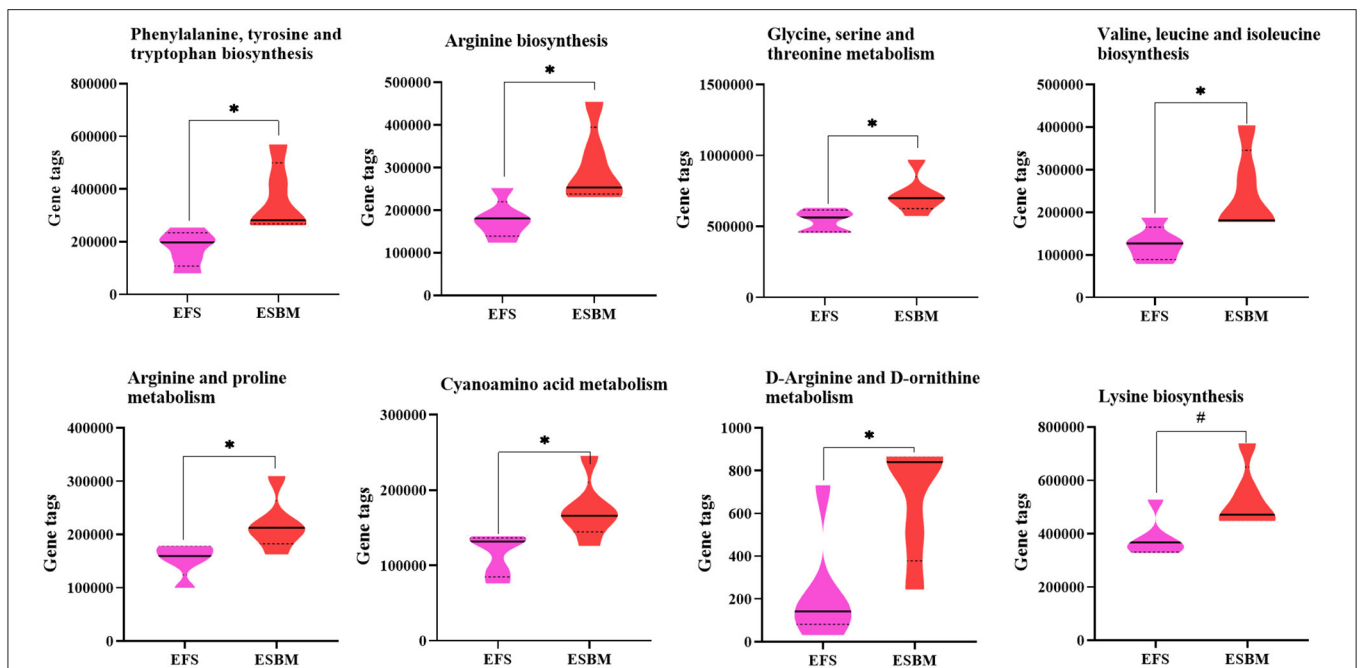 Phenylalanine, tyrosine and
tryptophan biosynthesis
800000
600000
400000
200000
0
Gene tags
*
EFS
ESBM
Arginine biosynthesis
500000
400000
300000
200000
100000
0
Gene tags
*
EFS
ESBM
Glycine, serine and
threonine metabolism
1500000
1000000
500000
0
Gene tags
*
EFS
ESBM
Valine, leucine and isoleucine
biosynthesis
500000
400000
300000
200000
100000
0
Gene tags
*
EFS
ESBM
Arginine and proline
metabolism
400000
300000
200000
100000
0
Gene tags
*
EFS
ESBM
Cyanoamino acid metabolism
300000
200000
100000
0
Gene tags
*
EFS
ESBM
D-Arginine and D-ornithine
metabolism
1000
800
600
400
200
0
Gene tags
*
EFS
ESBM
Lysine biosynthesis
800000
600000
400000
200000
0
Gene tags
#
EFS
ESBM